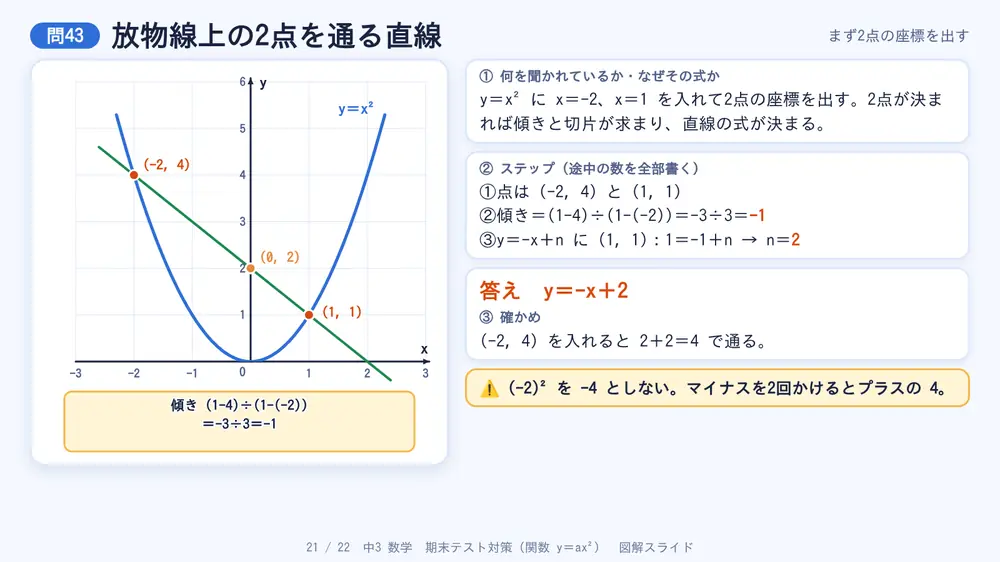 問43 放物線上の2点を通る直線
まず2点の座標を出す
6
y
y=x²
5
(-2, 4)
4
3
(0, 2)
2
1
(1, 1)
x
-3 -2 -1 0 1 2 3
傾き (1-4)÷(1-(-2))
=-3÷3=-1
① 何を聞かれているか・なぜその式か
y=x² に x=-2、x=1 を入れて2点の座標を出す。2点が決ま
れば傾きと切片が求まり、直線の式が決まる。
② ステップ（途中の数を全部書く）
①点は (-2, 4) と (1, 1)
②傾き=(1-4)÷(1-(-2))=-3÷3=-1
③y=-x+n に (1, 1)：1=-1+n → n=2
答え y=-x+2
③ 確かめ
(-2, 4) を入れると 2+2=4 で通る。
⚠️ (-2)² を -4 としない。マイナスを2回かけるとプラスの 4。
21 / 22 中3 数学 期末テスト対策（関数 y=ax²） 図解スライド